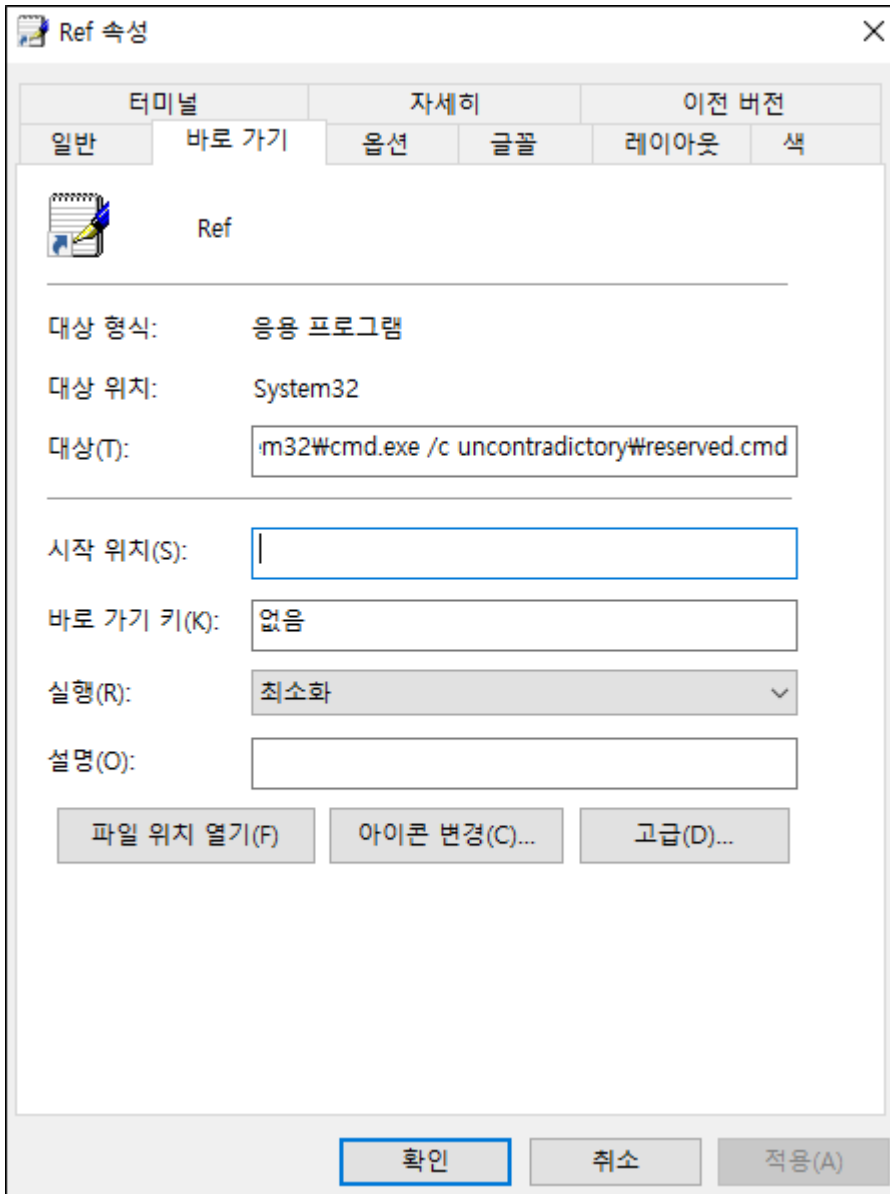 Ref 속성
터미널 자세히 이전 버전
일반 바로 가기 옵션 글꼴 레이아웃 색
Ref
대상 형식: 응용 프로그램
대상 위치: System32
대상(T): m32₩cmd.exe /c uncontradictory₩reserved.cmd
시작 위치(S):
바로 가기 키(K): 없음
실행(R): 최소화
설명(O):
파일 위치 열기(F) 아이콘 변경(C)... 고급(D)...
확인 취소 적용(A)